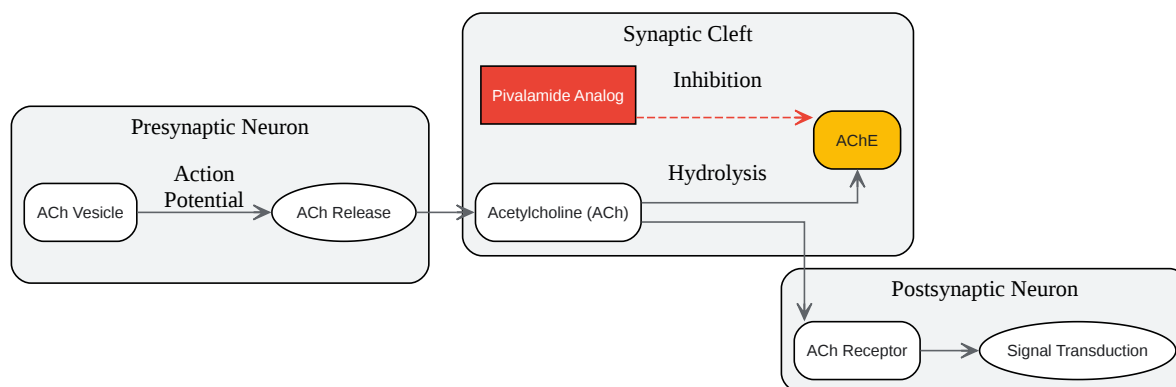 Synaptic Cleft
Pivalamide Analog
Inhibition
AChE
Presynaptic Neuron
Action
Potential
ACh Vesicle
ACh Release
Hydrolysis
Acetylcholine (ACh)
Postsynaptic Neuron
ACh Receptor
Signal Transduction